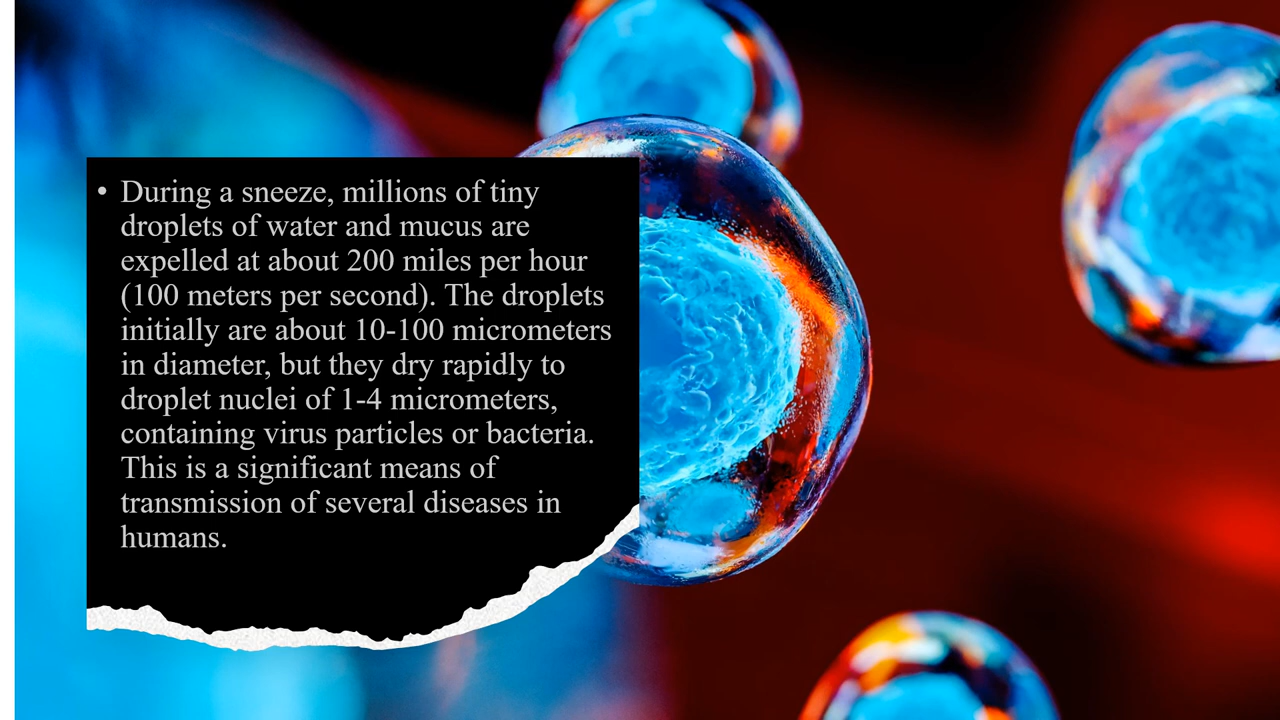 • During a sneeze, millions of tiny
droplets of water and mucus are
expelled at about 200 miles per hour
(100 meters per second). The droplets
initially are about 10-100 micrometers
in diameter, but they dry rapidly to
droplet nuclei of 1-4 micrometers,
containing virus particles or bacteria.
This is a significant means of
transmission of several diseases in
humans.